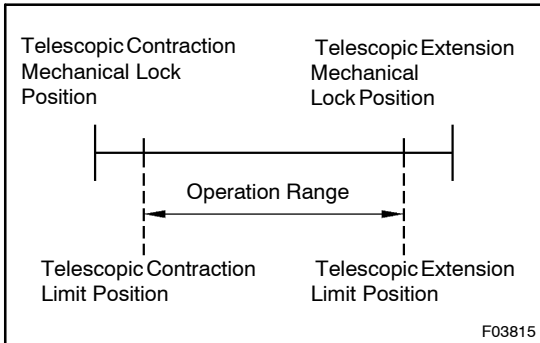 Telescopic Contraction
Mechanical Lock
Position
Telescopic Extension
Mechanical
Lock Position
Operation Range
Telescopic Contraction
Limit Position
Telescopic Extension
Limit Position
F03815